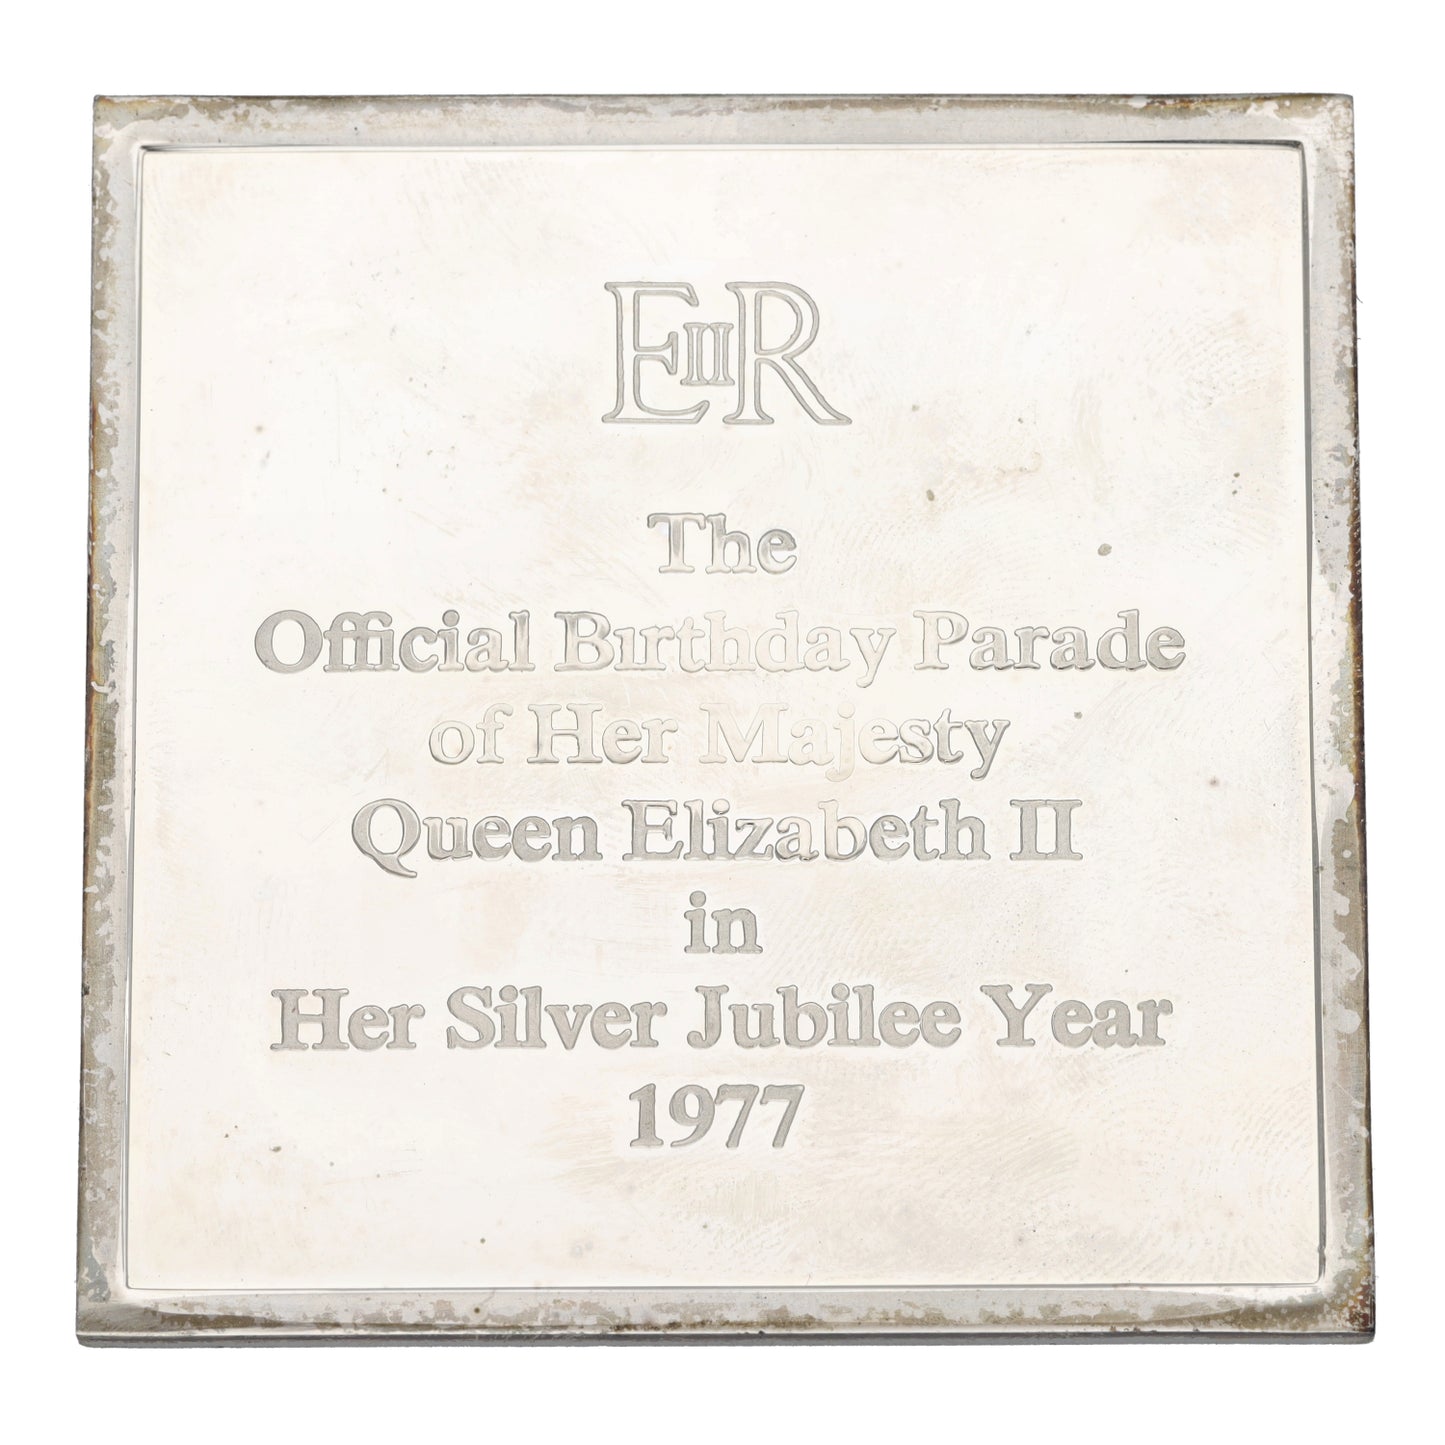 EIIR
The
Official Birthday Parade
of Her Majesty
Queen Elizabeth II
in
Her Silver Jubilee Year
1977